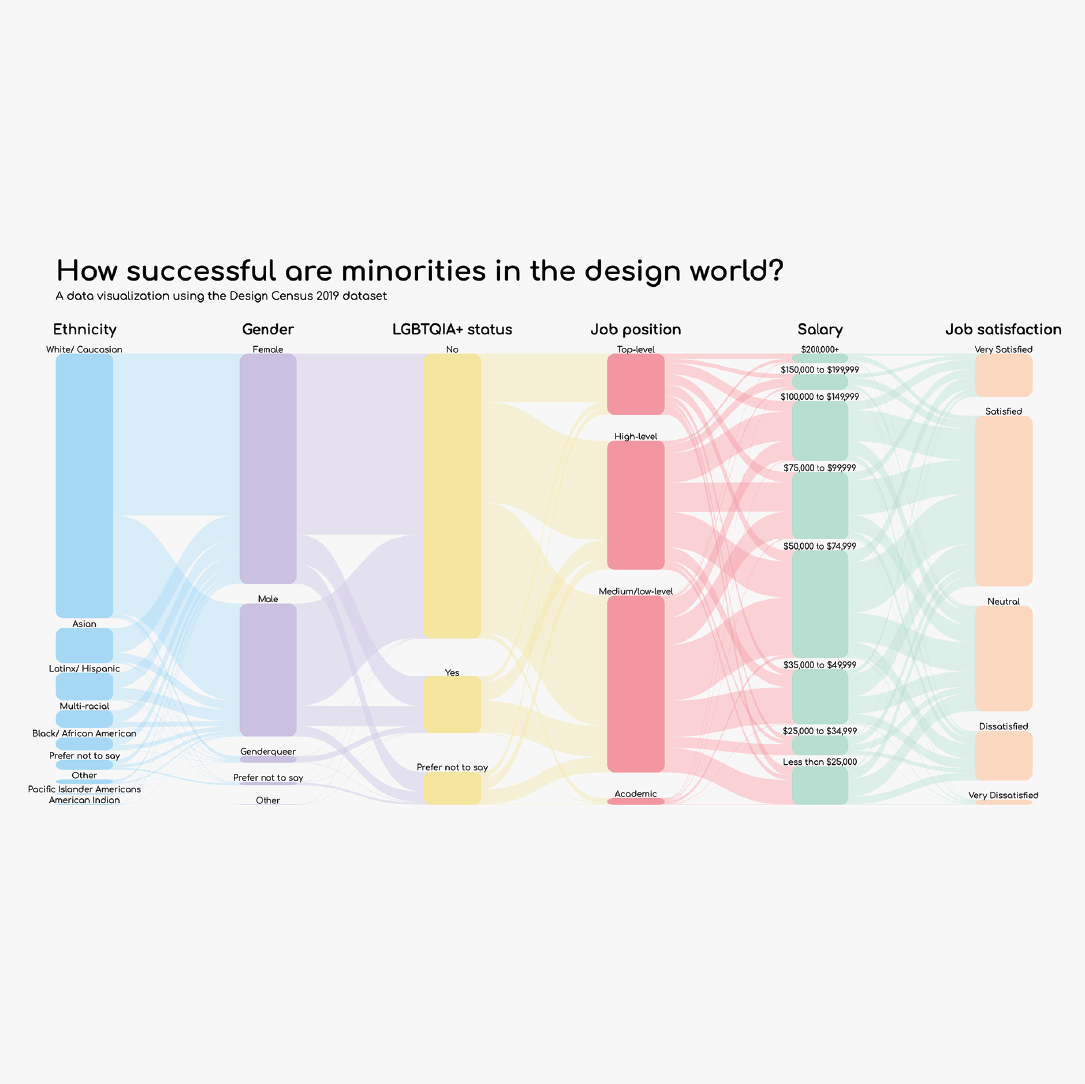 How successful are minorities in the design world?
A data visualization using the Design Census 2019 dataset
Ethnicity
White/ Caucasian
Asian
Latinx/ Hispanic
Multi-racial
Black/ African American
Prefer not to say
Other
Pacific Islander Americans
American Indian
Gender
Female
Male
Genderqueer
Prefer not to say
Other
LGBTQIA+ status
No
Yes
Prefer not to say
Job position
Top-level
High-level
Medium/low-level
Academic
Salary
$200,000+
$150,000 to $199,999
$100,000 to $149,999
$75,000 to $99,999
$50,000 to $74,999
$35,000 to $49,999
$25,000 to $34,999
Less than $25,000
Job satisfaction
Very Satisfied
Satisfied
Neutral
Dissatisfied
Very Dissatisfied